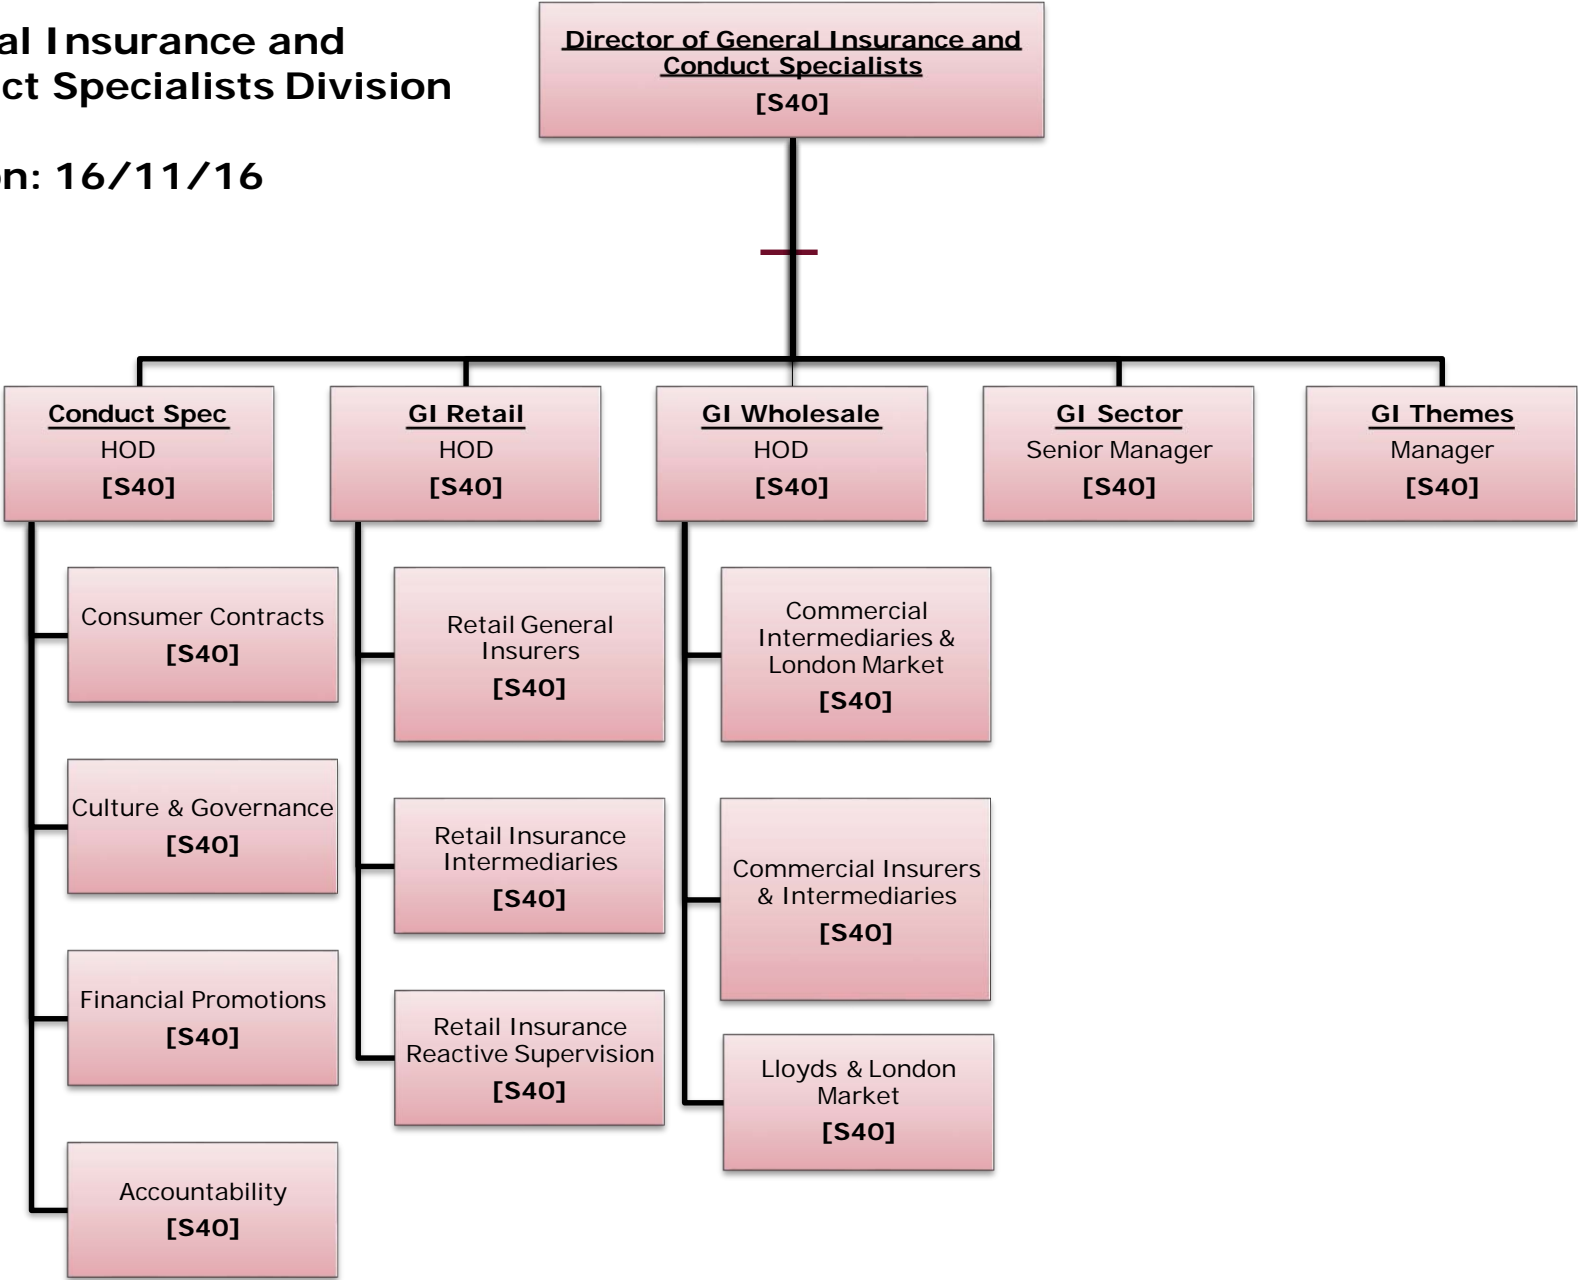 al Insurance and
ct Specialists Division
n: 16/11/16
Director of General Insurance and
Conduct Specialists
[S40]
Conduct Spec
HOD
[S40]
GI Retail
HOD
[S40]
GI Wholesale
HOD
[S40]
GI Sector
Senior Manager
[S40]
GI Themes
Manager
[S40]
Consumer Contracts
[S40]
Culture & Governance
[S40]
Financial Promotions
[S40]
Accountability
[S40]
Retail General
Insurers
[S40]
Retail Insurance
Intermediaries
[S40]
Retail Insurance
Reactive Supervision
[S40]
Commercial
Intermediaries &
London Market
[S40]
Commercial Insurers
& Intermediaries
[S40]
Lloyds & London
Market
[S40]